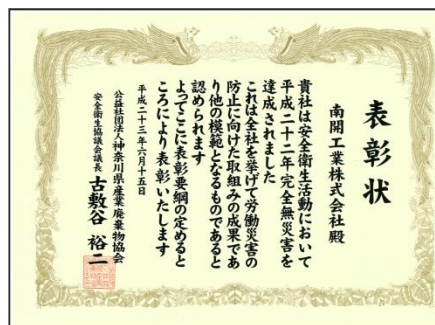 表彰状
南開工業株式会社殿
貴社は安全衛生活動において
平成二十二年完全無災害を
達成されました
これは全社を挙げて労働災害の
防止に向けた取組みの成果であ
り他の模範となるものであると
認められます
よってここに表彰要綱の定めると
ころにより表彰いたします
平成二十三年六月十五日
公益社団法人神奈川県産業廃棄物協会
安全衛生協議会議長 古敷谷 裕二